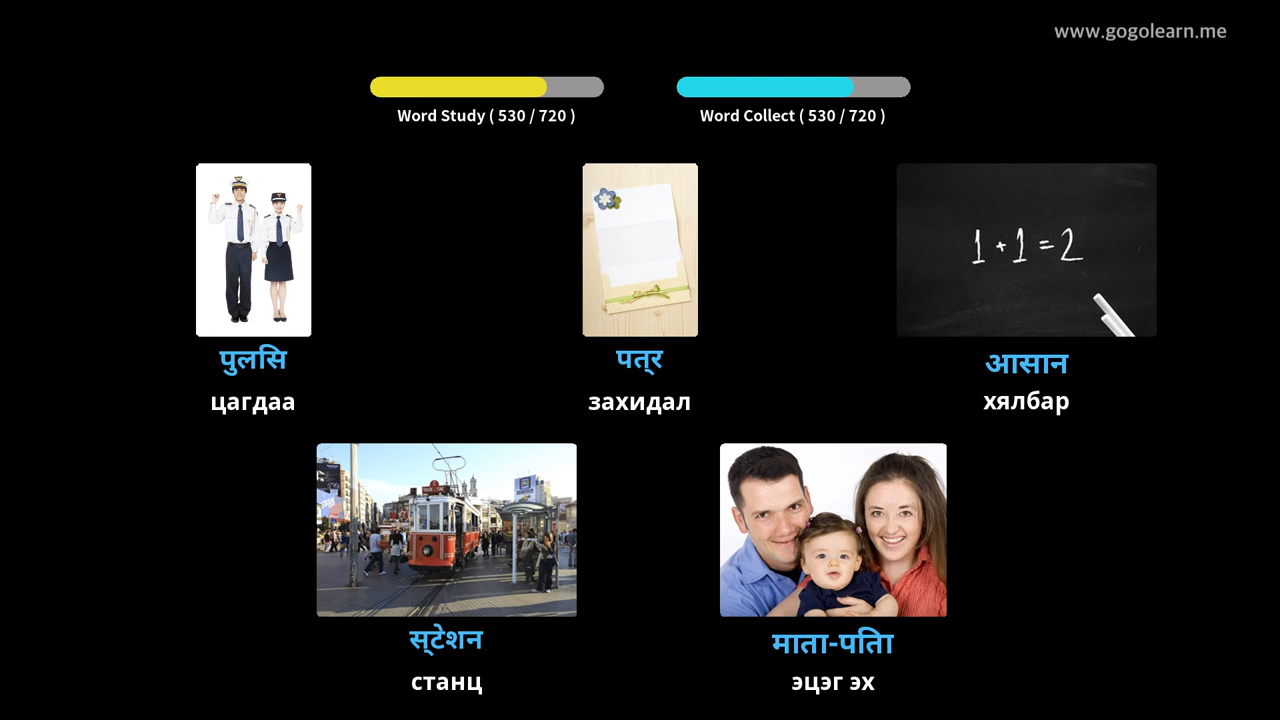 www.gogolearn.me
Word Study ( 530 / 720 )
Word Collect ( 530 / 720 )
1 + 1 = 2
पुलिस
पत्र
आसान
цагдаа
захидал
хялбар
स्टेशन
माता-पिता
станц
эцэг эх